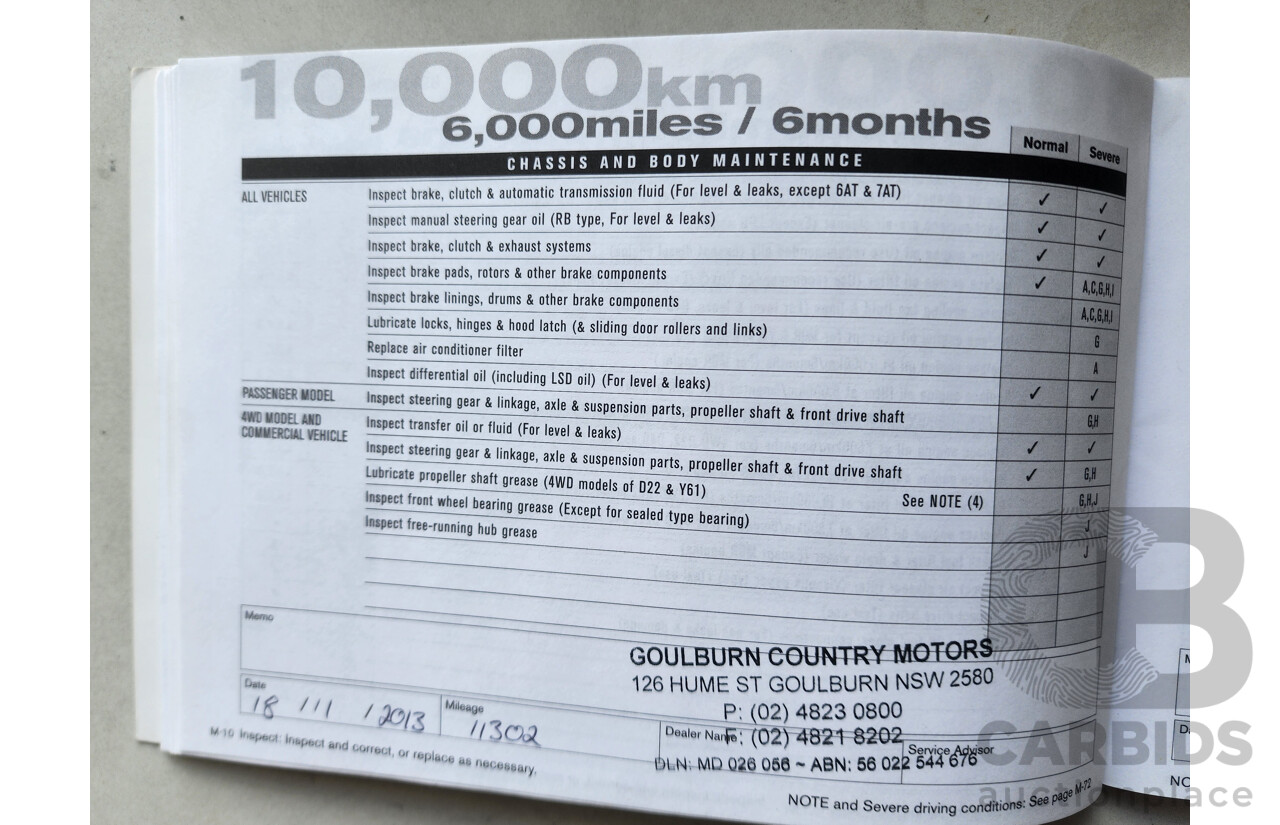 10,000km
6,000miles / 6months
Normal Severe
CHASSIS AND BODY MAINTENANCE
ALL VEHICLES Inspect brake, clutch & automatic transmission fluid (For level & leaks, except 6AT & 7AT) ✓ ✓
Inspect manual steering gear oil (RB type, For level & leaks) ✓ ✓
Inspect brake, clutch & exhaust systems ✓ ✓
Inspect brake pads, rotors & other brake components ✓ A,C,G,H,I
Inspect brake linings, drums & other brake components A,C,G,H,I
Lubricate locks, hinges & hood latch (& sliding door rollers and links) G
Replace air conditioner filter A
Inspect differential oil (including LSD oil) (For level & leaks) ✓ ✓
PASSENGER MODEL Inspect steering gear & linkage, axle & suspension parts, propeller shaft & front drive shaft G,H
4WD MODEL AND COMMERCIAL VEHICLE Inspect transfer oil or fluid (For level & leaks) ✓ ✓
Inspect steering gear & linkage, axle & suspension parts, propeller shaft & front drive shaft ✓ G,H
Lubricate propeller shaft grease (4WD models of D22 & Y61) See NOTE (4) G,H,J
Inspect front wheel bearing grease (Except for sealed type bearing) J
Inspect free-running hub grease J
Memo
GOULBURN COUNTRY MOTORS
126 HUME ST GOULBURN NSW 2580
P: (02) 4823 0800
F: (02) 4821 8202
DLN: MD 026 056 ~ ABN: 56 022 544 676
Date 18 / 11 / 2013
Mileage 11302
Dealer Name
Service Advisor
M-10 Inspect: Inspect and correct, or replace as necessary.
NOTE and Severe driving conditions: See page M-72
CARBIDS
auctionplace